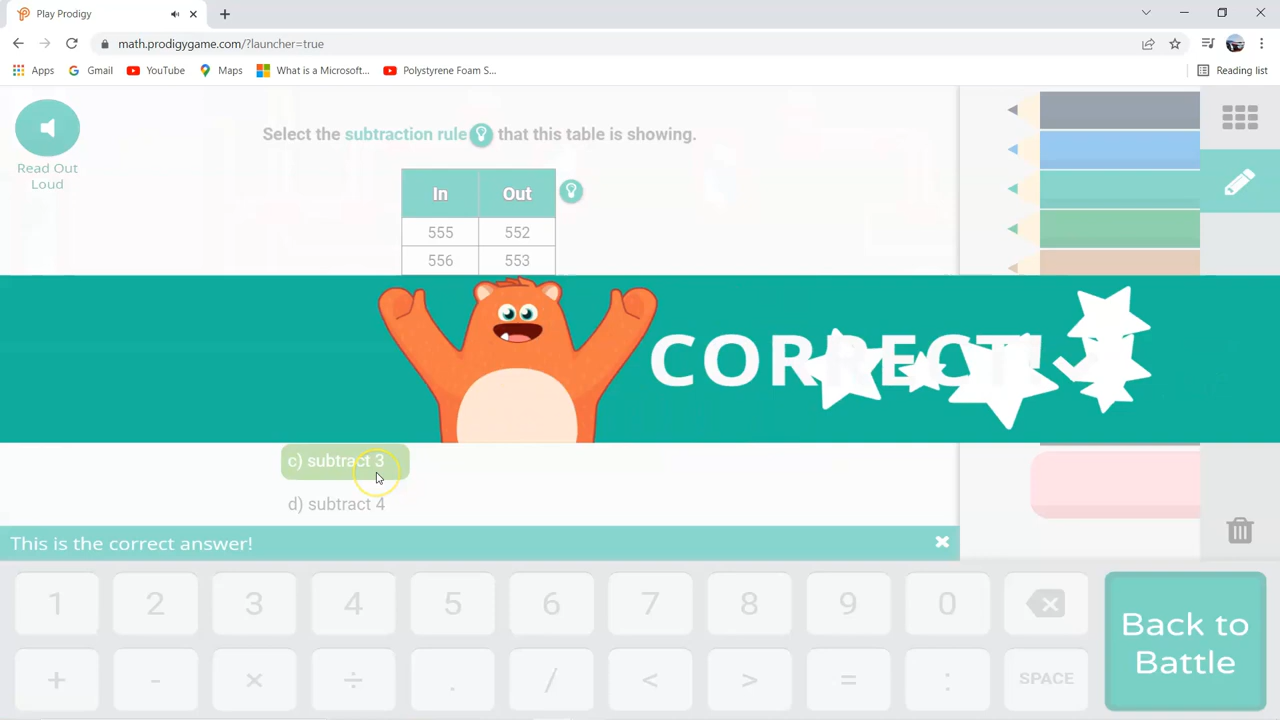 Play Prodigy
math.prodigygame.com/?launcher=true
Apps Gmail YouTube Maps What is a Microsoft... Polystyrene Foam S... Reading list
Read Out
Loud
Select the subtraction rule that this table is showing.
In Out
555 552
556 553
CORRECT!
c) subtract 3
d) subtract 4
This is the correct answer!
1 2 3 4 5 6 7 8 9 0
+ - × ÷ . / < > = : SPACE
Back to
Battle